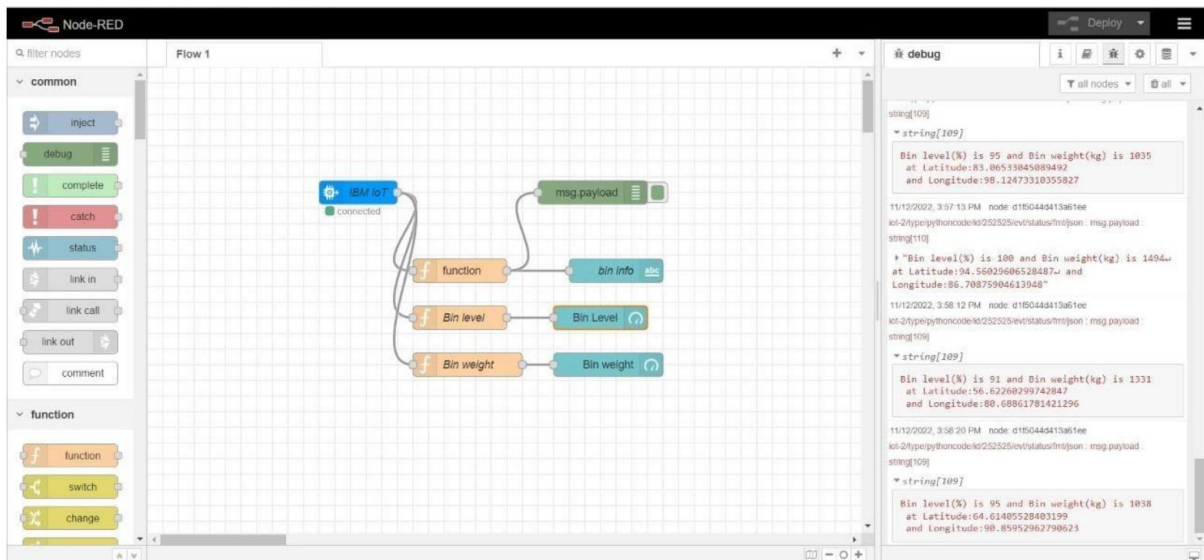 Node-RED
Deploy
filter nodes
Flow 1
debug
i
all nodes
all
common
inject
debug
complete
catch
status
link in
link call
link out
comment
function
function
switch
change
IBM IoT
connected
msg.payload
function
bin info
abc
Bin level
Bin Level
Bin weight
Bin weight
string[109]
string[109]
Bin level(%) is 95 and Bin weight(kg) is 1035
at Latitude:83.06533045089492
and Longitude:98.12473310355827
11/12/2022, 3:57:13 PM node: d1f5044d413a61ee
iot-2/type/pythoncode/id/252525/evt/status/fmt/json : msg.payload :
string[110]
"Bin level(%) is 100 and Bin weight(kg) is 1494↵
at Latitude:94.56029606528487↵ and
Longitude:86.70875904613948"
11/12/2022, 3:58:12 PM node: d1f5044d413a61ee
iot-2/type/pythoncode/id/252525/evt/status/fmt/json : msg.payload :
string[109]
string[109]
Bin level(%) is 91 and Bin weight(kg) is 1331
at Latitude:56.62260299742847
and Longitude:80.68861781421296
11/12/2022, 3:58:20 PM node: d1f5044d413a61ee
iot-2/type/pythoncode/id/252525/evt/status/fmt/json : msg.payload :
string[109]
string[109]
Bin level(%) is 95 and Bin weight(kg) is 1038
at Latitude:64.61405528403199
and Longitude:90.85952962790623